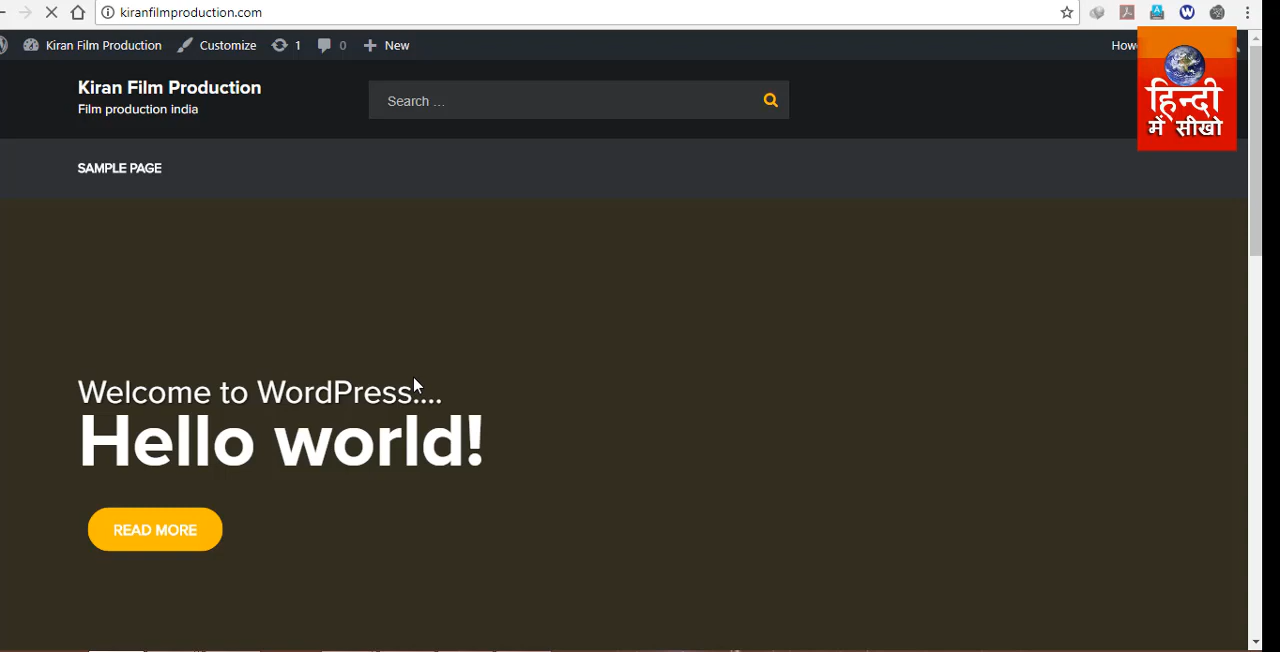 kiranfilmproduction.com
Kiran Film Production
Customize
1
0
New
Kiran Film Production
Film production india
Search ...
हिन्दी
में सीखो
SAMPLE PAGE
Welcome to WordPress....
Hello world!
READ MORE